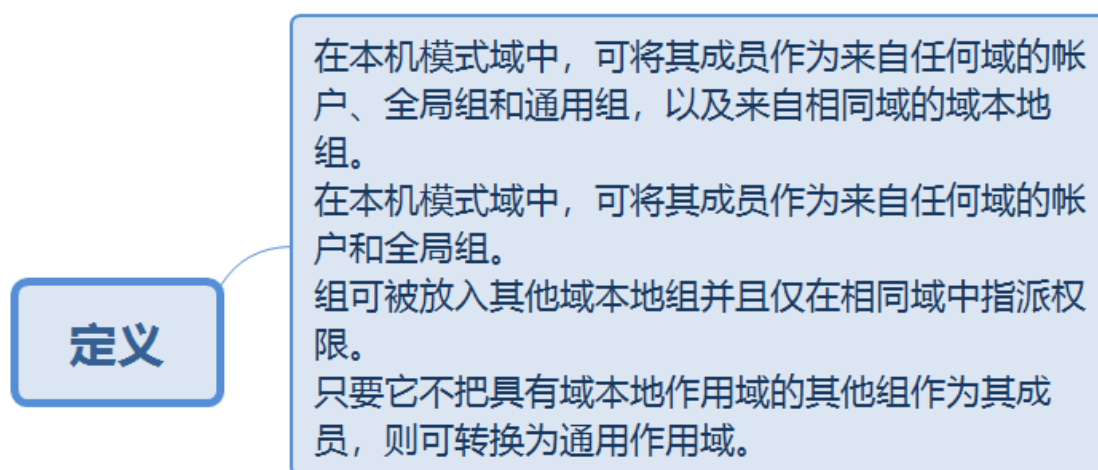 在本机模式域中，可将其成员作为来自任何域的帐
户、全局组和通用组，以及来自相同域的域本地
组。
在本机模式域中，可将其成员作为来自任何域的帐
户和全局组。
组可被放入其他域本地组并且仅在相同域中指派权
限。
只要它不把具有域本地作用域的其他组作为其成
员，则可转换为通用作用域。
定义